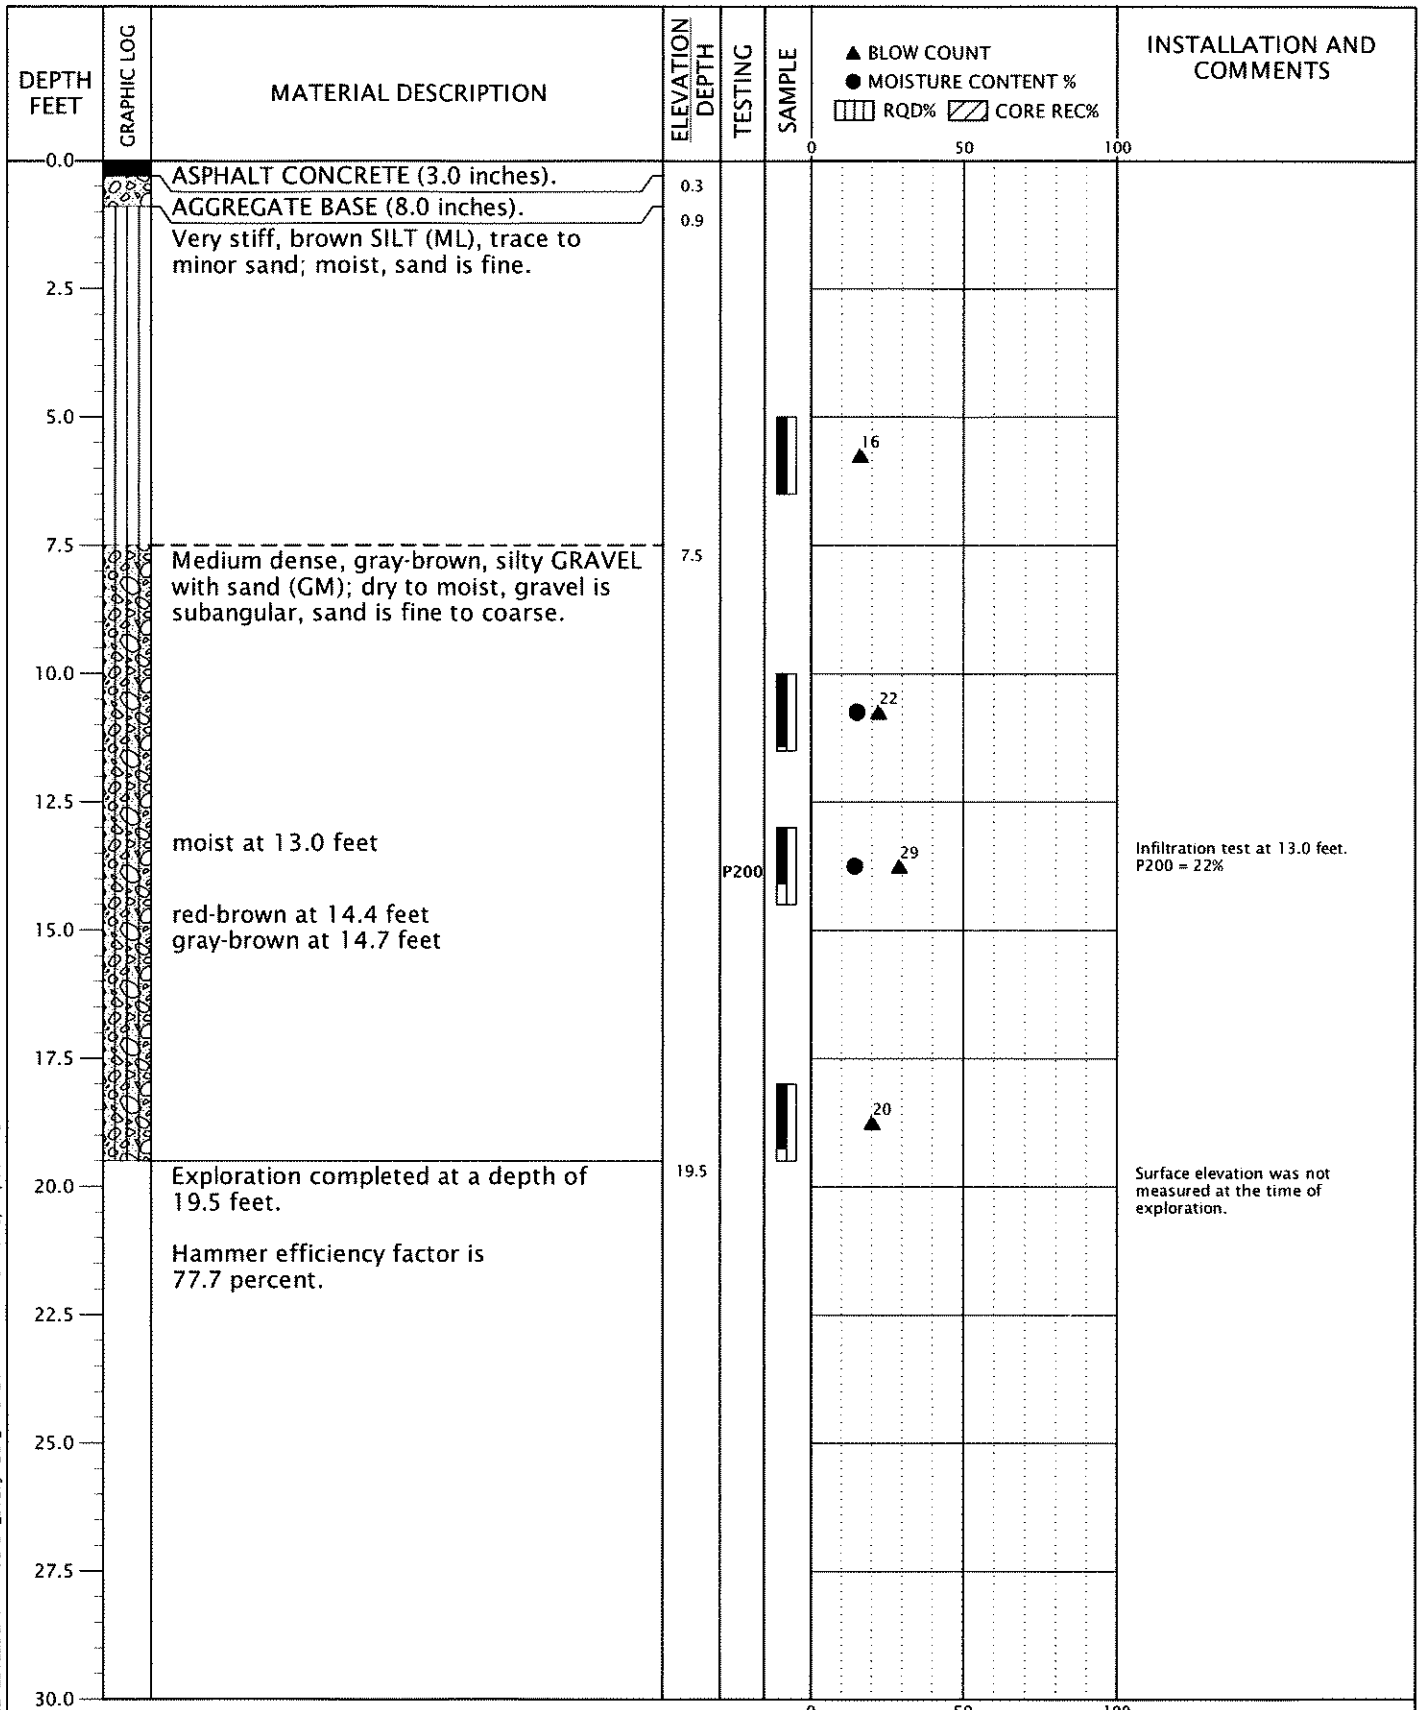 DEPTH
FEET
GRAPHIC LOG
MATERIAL DESCRIPTION
ELEVATION
DEPTH
TESTING
SAMPLE
▲ BLOW COUNT
● MOISTURE CONTENT %
RQD% CORE REC%
INSTALLATION AND
COMMENTS
0 50 100
0.0
ASPHALT CONCRETE (3.0 inches).
0.3
AGGREGATE BASE (8.0 inches).
0.9
Very stiff, brown SILT (ML), trace to
minor sand; moist, sand is fine.
2.5
5.0
16
7.5
Medium dense, gray-brown, silty GRAVEL
with sand (GM); dry to moist, gravel is
subangular, sand is fine to coarse.
7.5
10.0
22
12.5
moist at 13.0 feet
P200
29
Infiltration test at 13.0 feet.
P200 = 22%
red-brown at 14.4 feet
15.0
gray-brown at 14.7 feet
17.5
20
Exploration completed at a depth of
19.5 feet.
19.5
20.0
Surface elevation was not
measured at the time of
exploration.
Hammer efficiency factor is
77.7 percent.
22.5
25.0
27.5
30.0
0 50 100